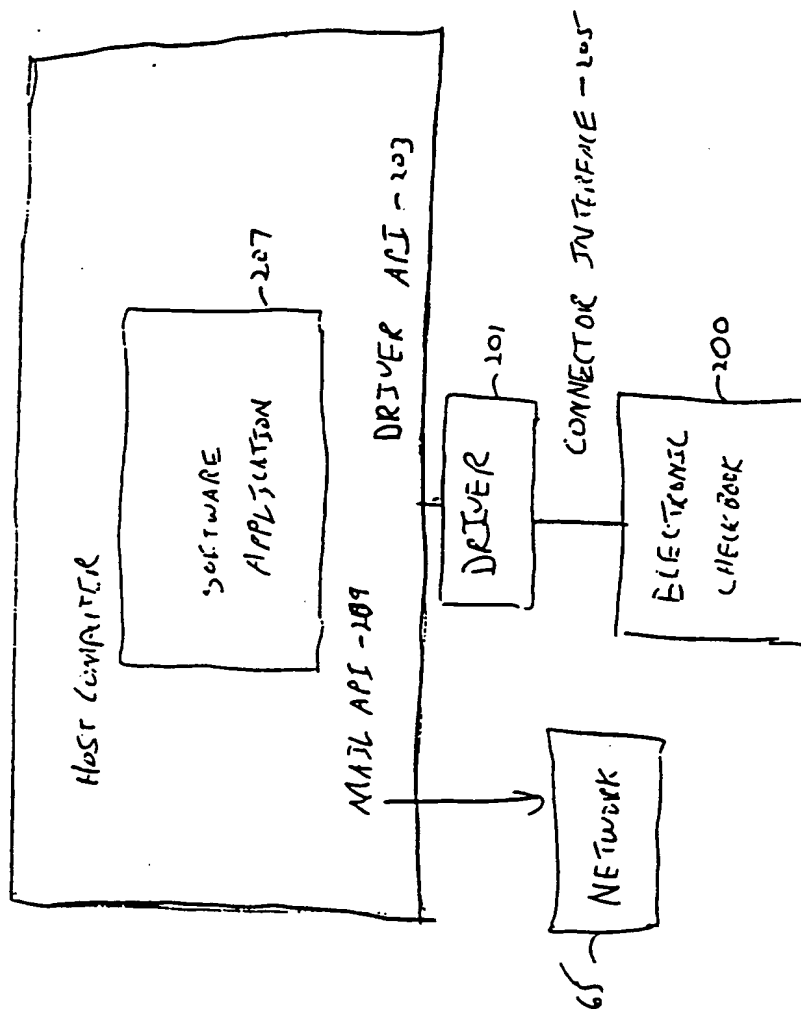 HOST COMPUTER
SOFTWARE
APPLICATION
-207
MAIL API -209
DRIVER API -203
DRIVER
201
CONNECTOR INTERFACE -205
NETWORK
65
ELECTRONIC
CHECKBOOK
200